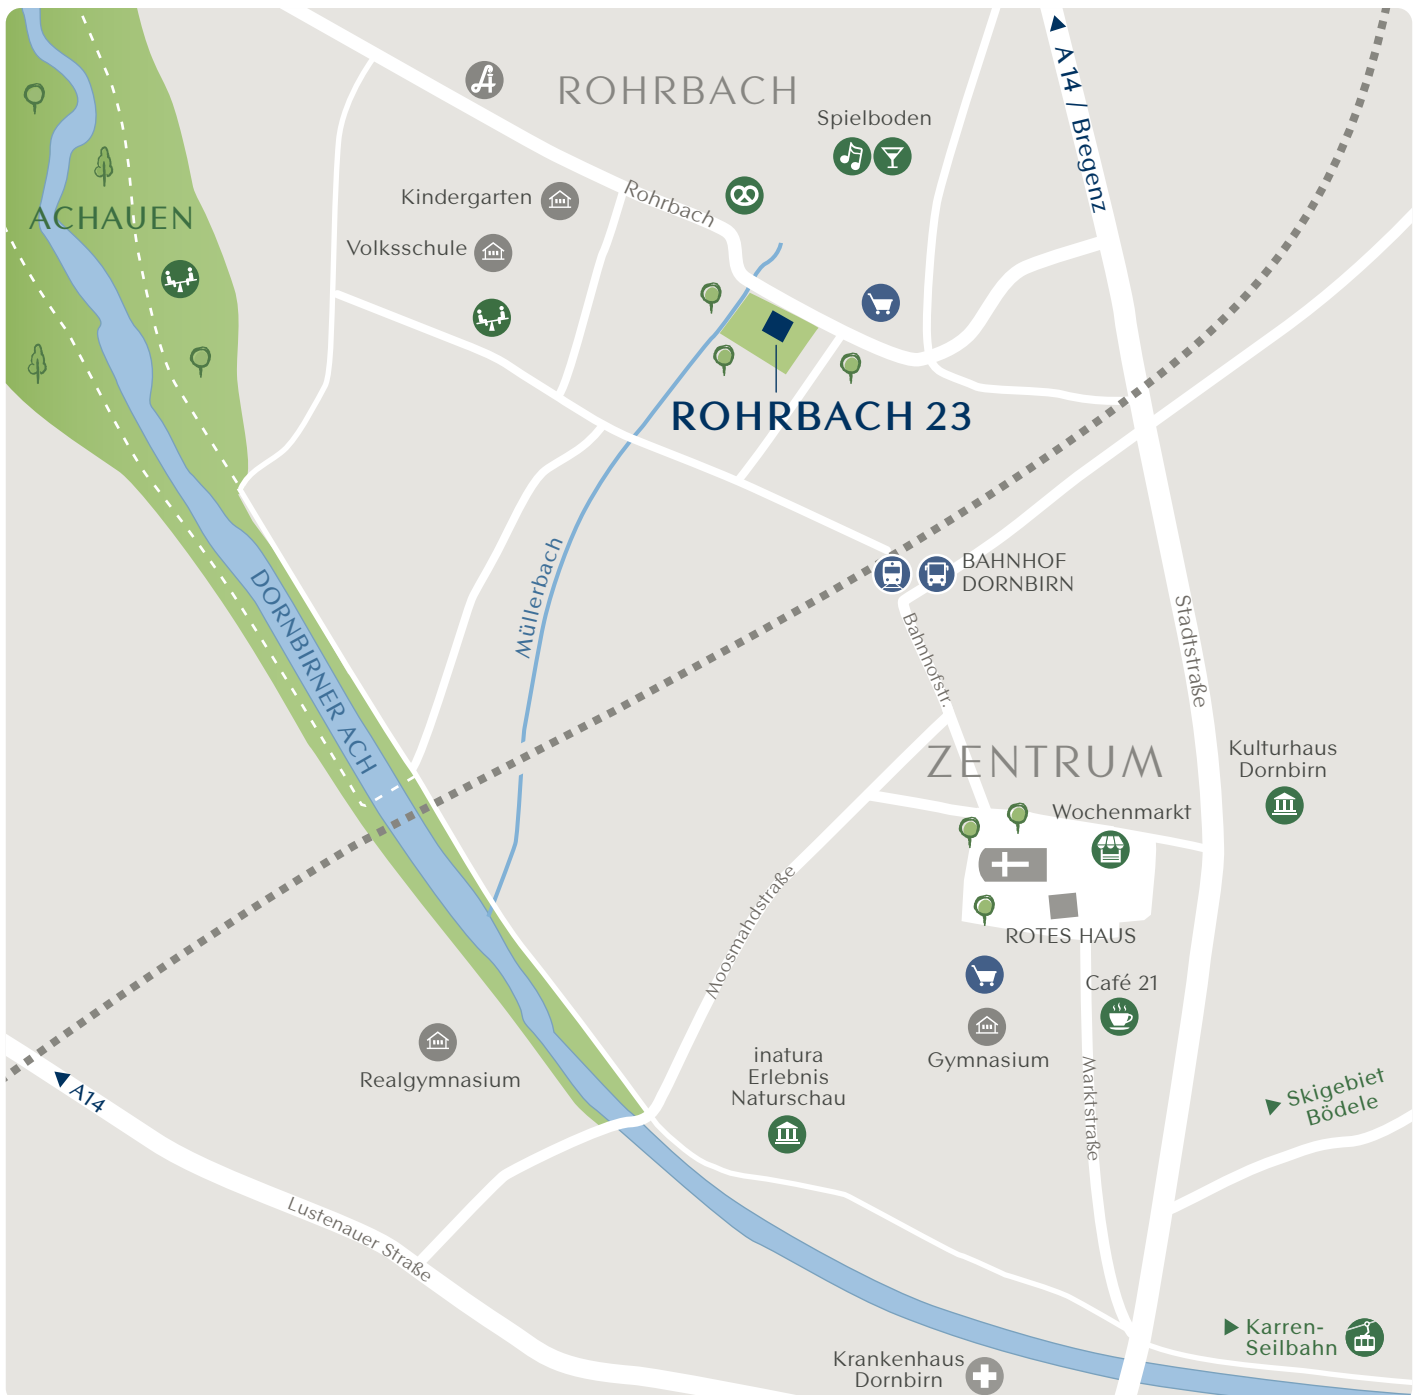 A 14 / Bregenz
ROHRBACH
Spielboden
Kindergarten
Rohrbach
ACHAUEN
Volksschule
ROHRBACH 23
Müllerbach
BAHNHOF
DORNBIRN
DORNBIRNER ACH
Bahnhofstr.
Stadtstraße
ZENTRUM
Kulturhaus
Dornbirn
Wochenmarkt
Moosmahdstraße
ROTES HAUS
Café 21
Gymnasium
Realgymnasium
inatura
Erlebnis
Naturschau
A14
Marktstraße
Skigebiet
Bödele
Lustenauer Straße
Karren-
Seilbahn
Krankenhaus
Dornbirn